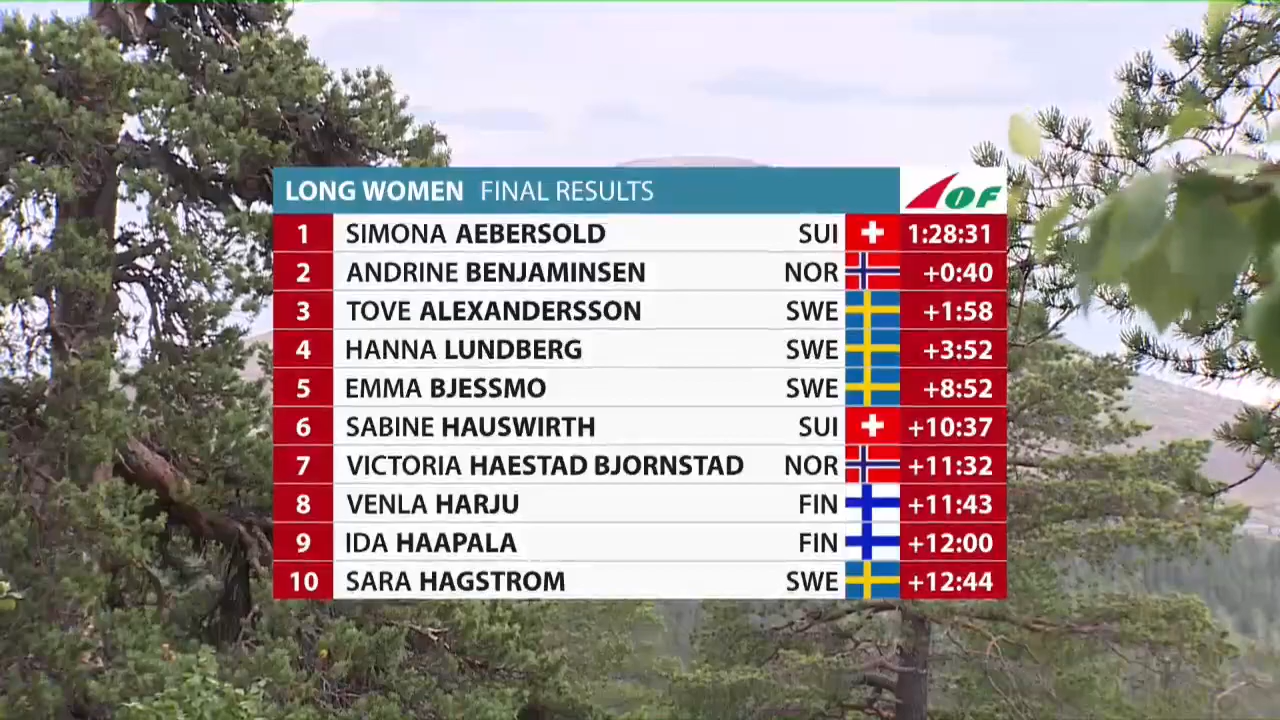 LONG WOMEN FINAL RESULTS IOF
1 SIMONA AEBERSOLD SUI 1:28:31
2 ANDRINE BENJAMINSEN NOR +0:40
3 TOVE ALEXANDERSSON SWE +1:58
4 HANNA LUNDBERG SWE +3:52
5 EMMA BJESSMO SWE +8:52
6 SABINE HAUSWIRTH SUI +10:37
7 VICTORIA HAESTAD BJORNSTAD NOR +11:32
8 VENLA HARJU FIN +11:43
9 IDA HAAPALA FIN +12:00
10 SARA HAGSTROM SWE +12:44